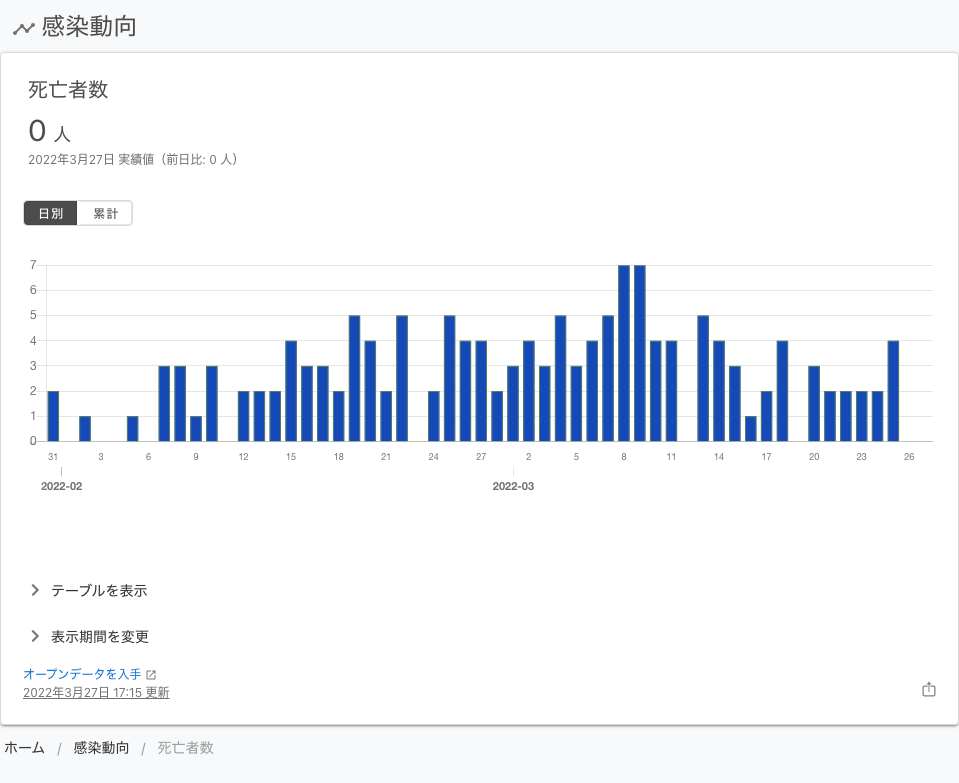 感染動向
死亡者数
0 人
2022年3月27日 実績値（前日比: 0 人）
日別 累計
7
6
5
4
3
2
1
0
31 3 6 9 12 15 18 21 24 27 2 5 8 11 14 17 20 23 26
2022-02 2022-03
テーブルを表示
表示期間を変更
オープンデータを入手
2022年3月27日 17:15 更新
ホーム / 感染動向 / 死亡者数